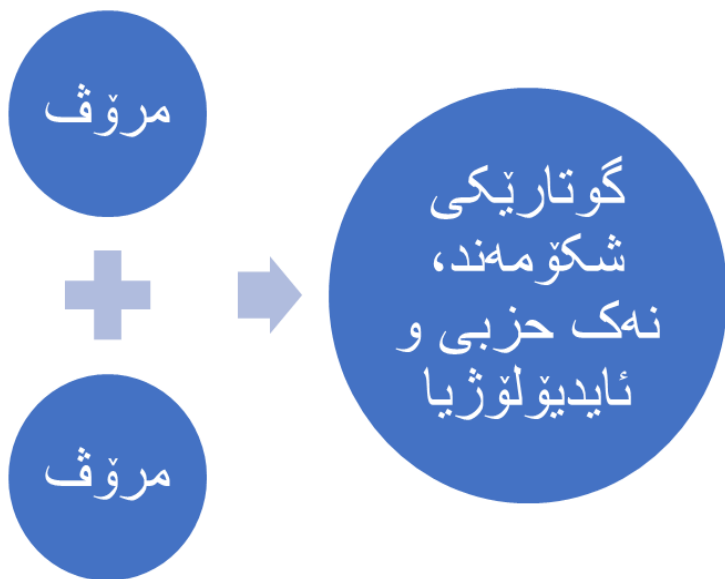 مرۆڤ
مرۆڤ
گوتارێکی
شکۆمەند،
نەک حزبی و
ئایدیۆلۆژیا